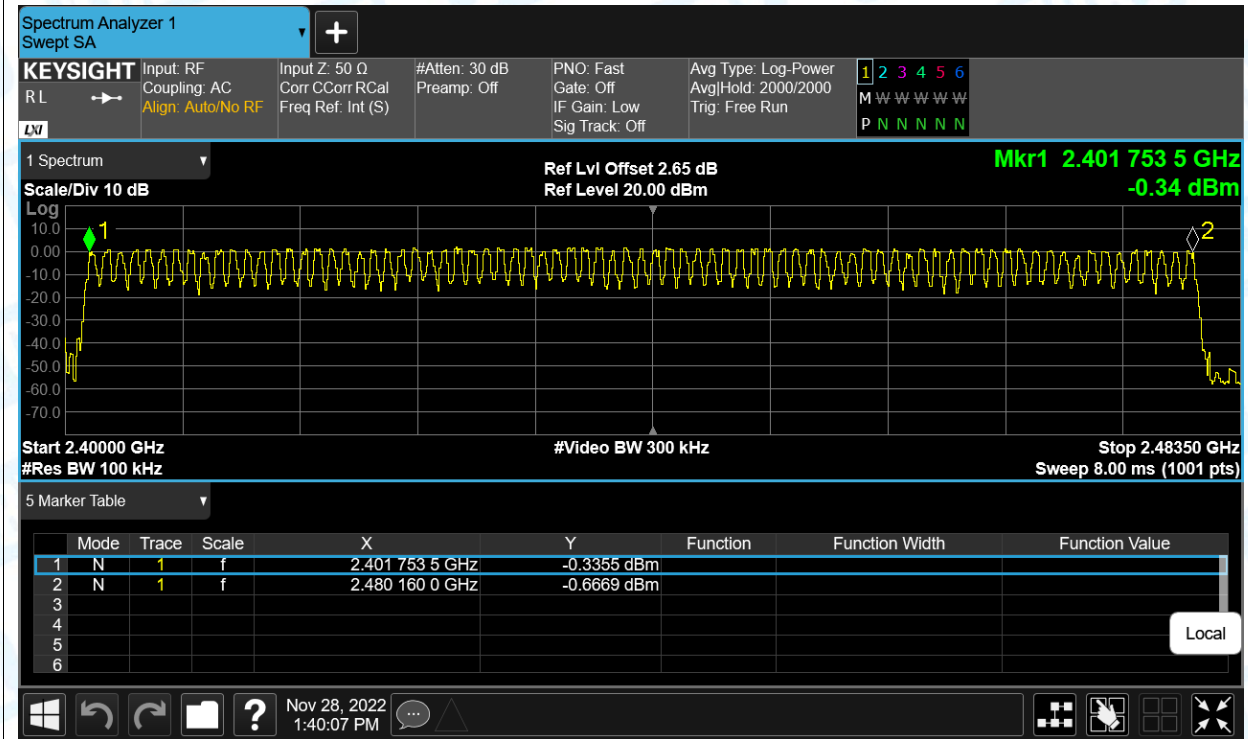 Spectrum Analyzer 1
Swept SA
KEYSIGHT
R L
LXI
Input: RF
Coupling: AC
Align: Auto/No RF
Input Z: 50 Ω
Corr CCorr RCal
Freq Ref: Int (S)
#Atten: 30 dB
Preamp: Off
PNO: Fast
Gate: Off
IF Gain: Low
Sig Track: Off
Avg Type: Log-Power
Avg|Hold: 2000/2000
Trig: Free Run
1 2 3 4 5 6
M W W W W W W
P N N N N N N
1 Spectrum
Scale/Div 10 dB
Log
Ref Lvl Offset 2.65 dB
Ref Level 20.00 dBm
Mkr1 2.401 753 5 GHz
-0.34 dBm
1
2
10.0
0.00
-10.0
-20.0
-30.0
-40.0
-50.0
-60.0
-70.0
Start 2.40000 GHz
#Res BW 100 kHz
#Video BW 300 kHz
Stop 2.48350 GHz
Sweep 8.00 ms (1001 pts)
5 Marker Table
Mode Trace Scale X Y Function Function Width Function Value
1 N 1 f 2.401 753 5 GHz -0.3355 dBm
2 N 1 f 2.480 160 0 GHz -0.6669 dBm
3
4
5
6
Local
?
Nov 28, 2022
1:40:07 PM